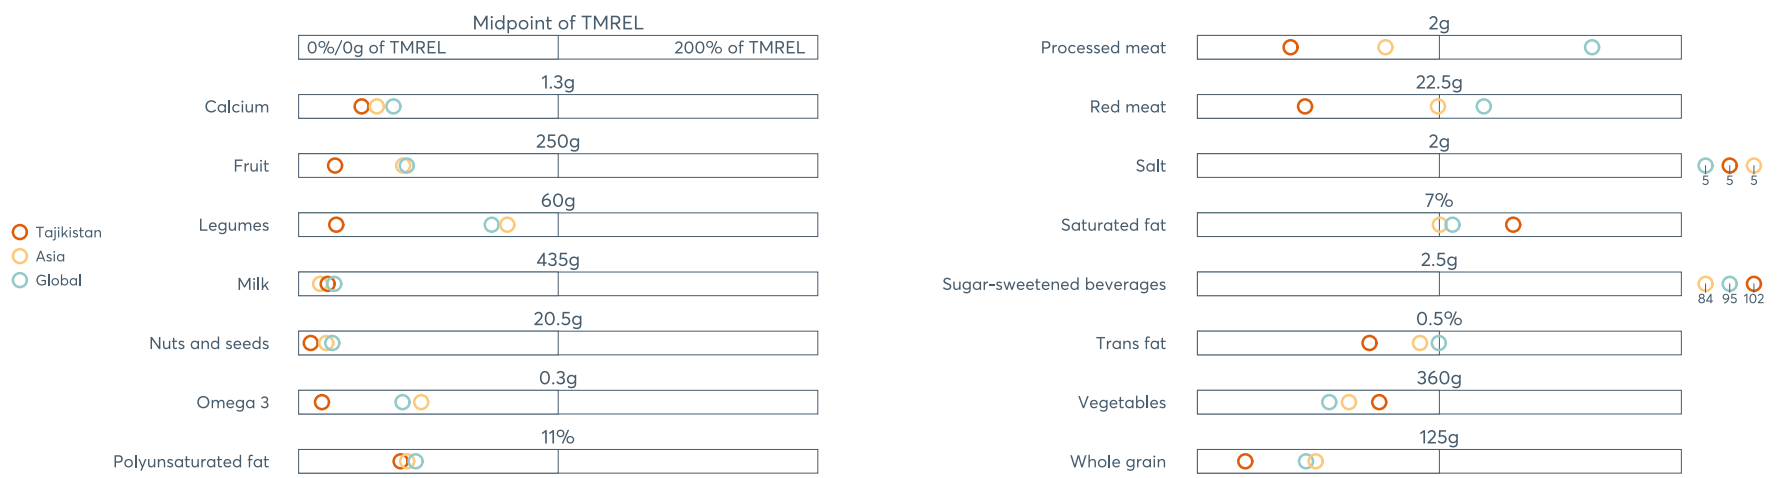 Midpoint of TMREL
0%/0g of TMREL 200% of TMREL
1.3g
Calcium
250g
Fruit
60g
Legumes
435g
Milk
20.5g
Nuts and seeds
0.3g
Omega 3
11%
Polyunsaturated fat
Tajikistan
Asia
Global
2g
Processed meat
22.5g
Red meat
2g
Salt
5 5 5
7%
Saturated fat
2.5g
Sugar-sweetened beverages
84 95 102
0.5%
Trans fat
360g
Vegetables
125g
Whole grain